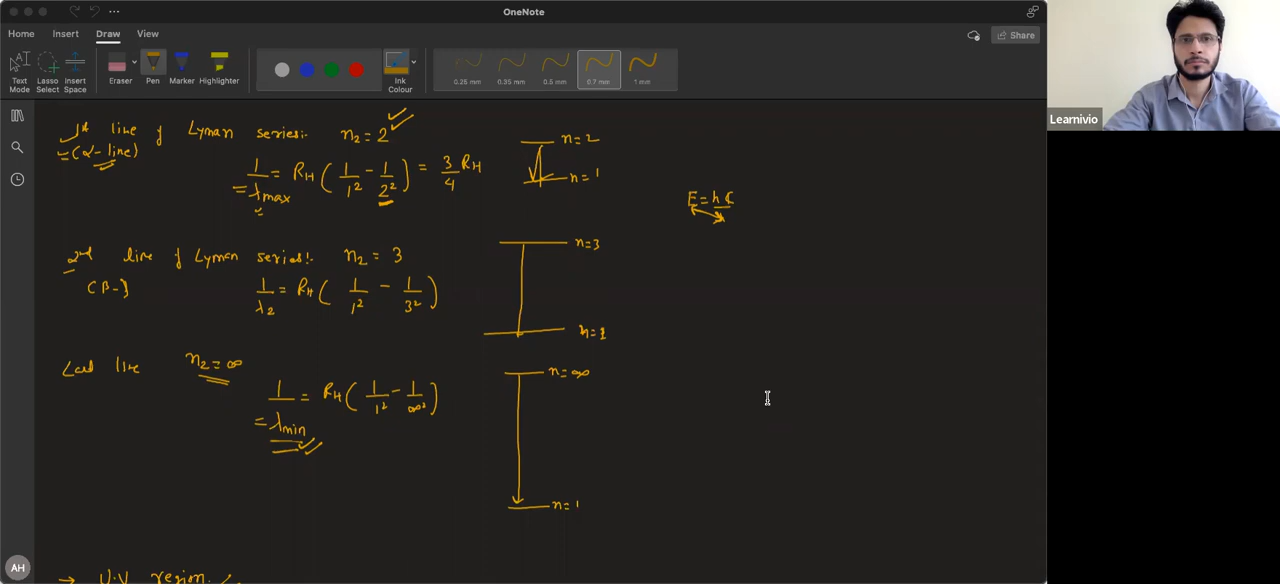 OneNote
Home Insert Draw View
Share
Text Mode
Lasso Select
Insert Space
Eraser
Pen
Marker
Highlighter
Ink Colour
0.25 mm
0.35 mm
0.5 mm
0.7 mm
1 mm
Learnivio
1st line of Lyman series:- n₂ = 2
(α-line)
1/λmax = RH ( 1/1² - 1/2² ) = 3/4 RH
n=2
n=1
E = h c
2nd line of Lyman series:- n₂ = 3
(β-)
1/λ₂ = RH ( 1/1² - 1/3² )
n=3
n=1
Last line n₂ = ∞
1/λmin = RH ( 1/1² - 1/∞² )
n=∞
n=1
→ U.V region.
AH